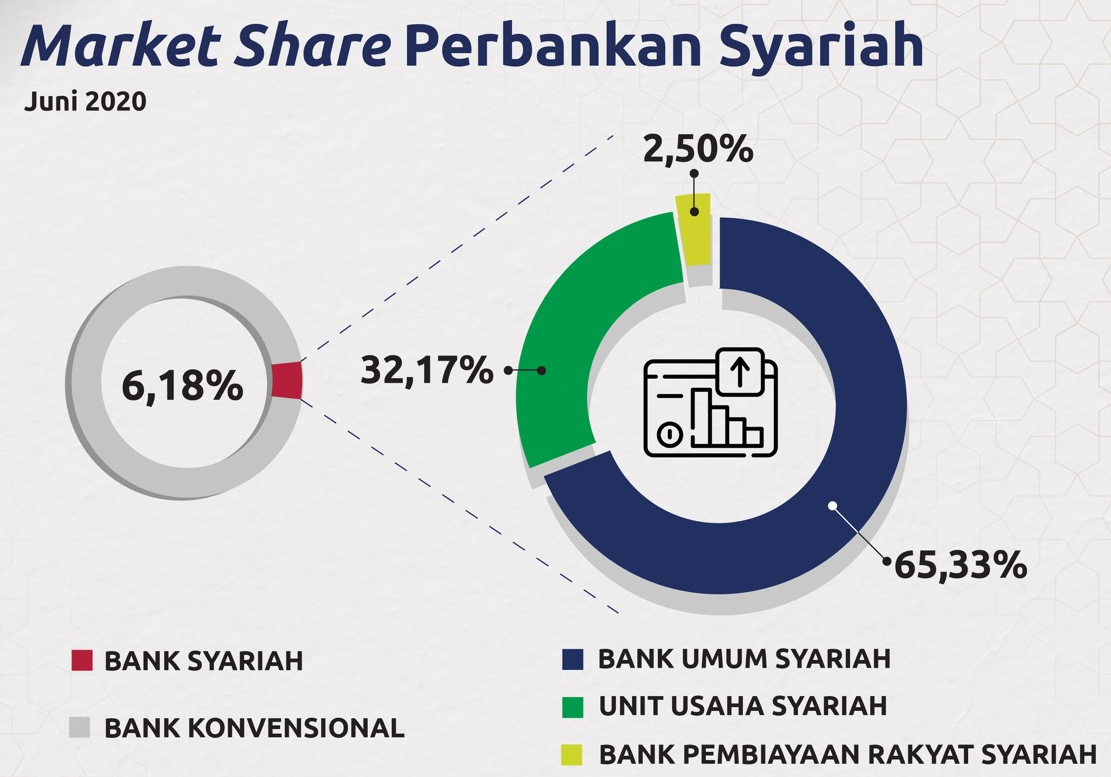 Market Share Perbankan Syariah
Juni 2020
2,50%
32,17%
6,18%
65,33%
BANK SYARIAH
BANK KONVENSIONAL
BANK UMUM SYARIAH
UNIT USAHA SYARIAH
BANK PEMBIAYAAN RAKYAT SYARIAH